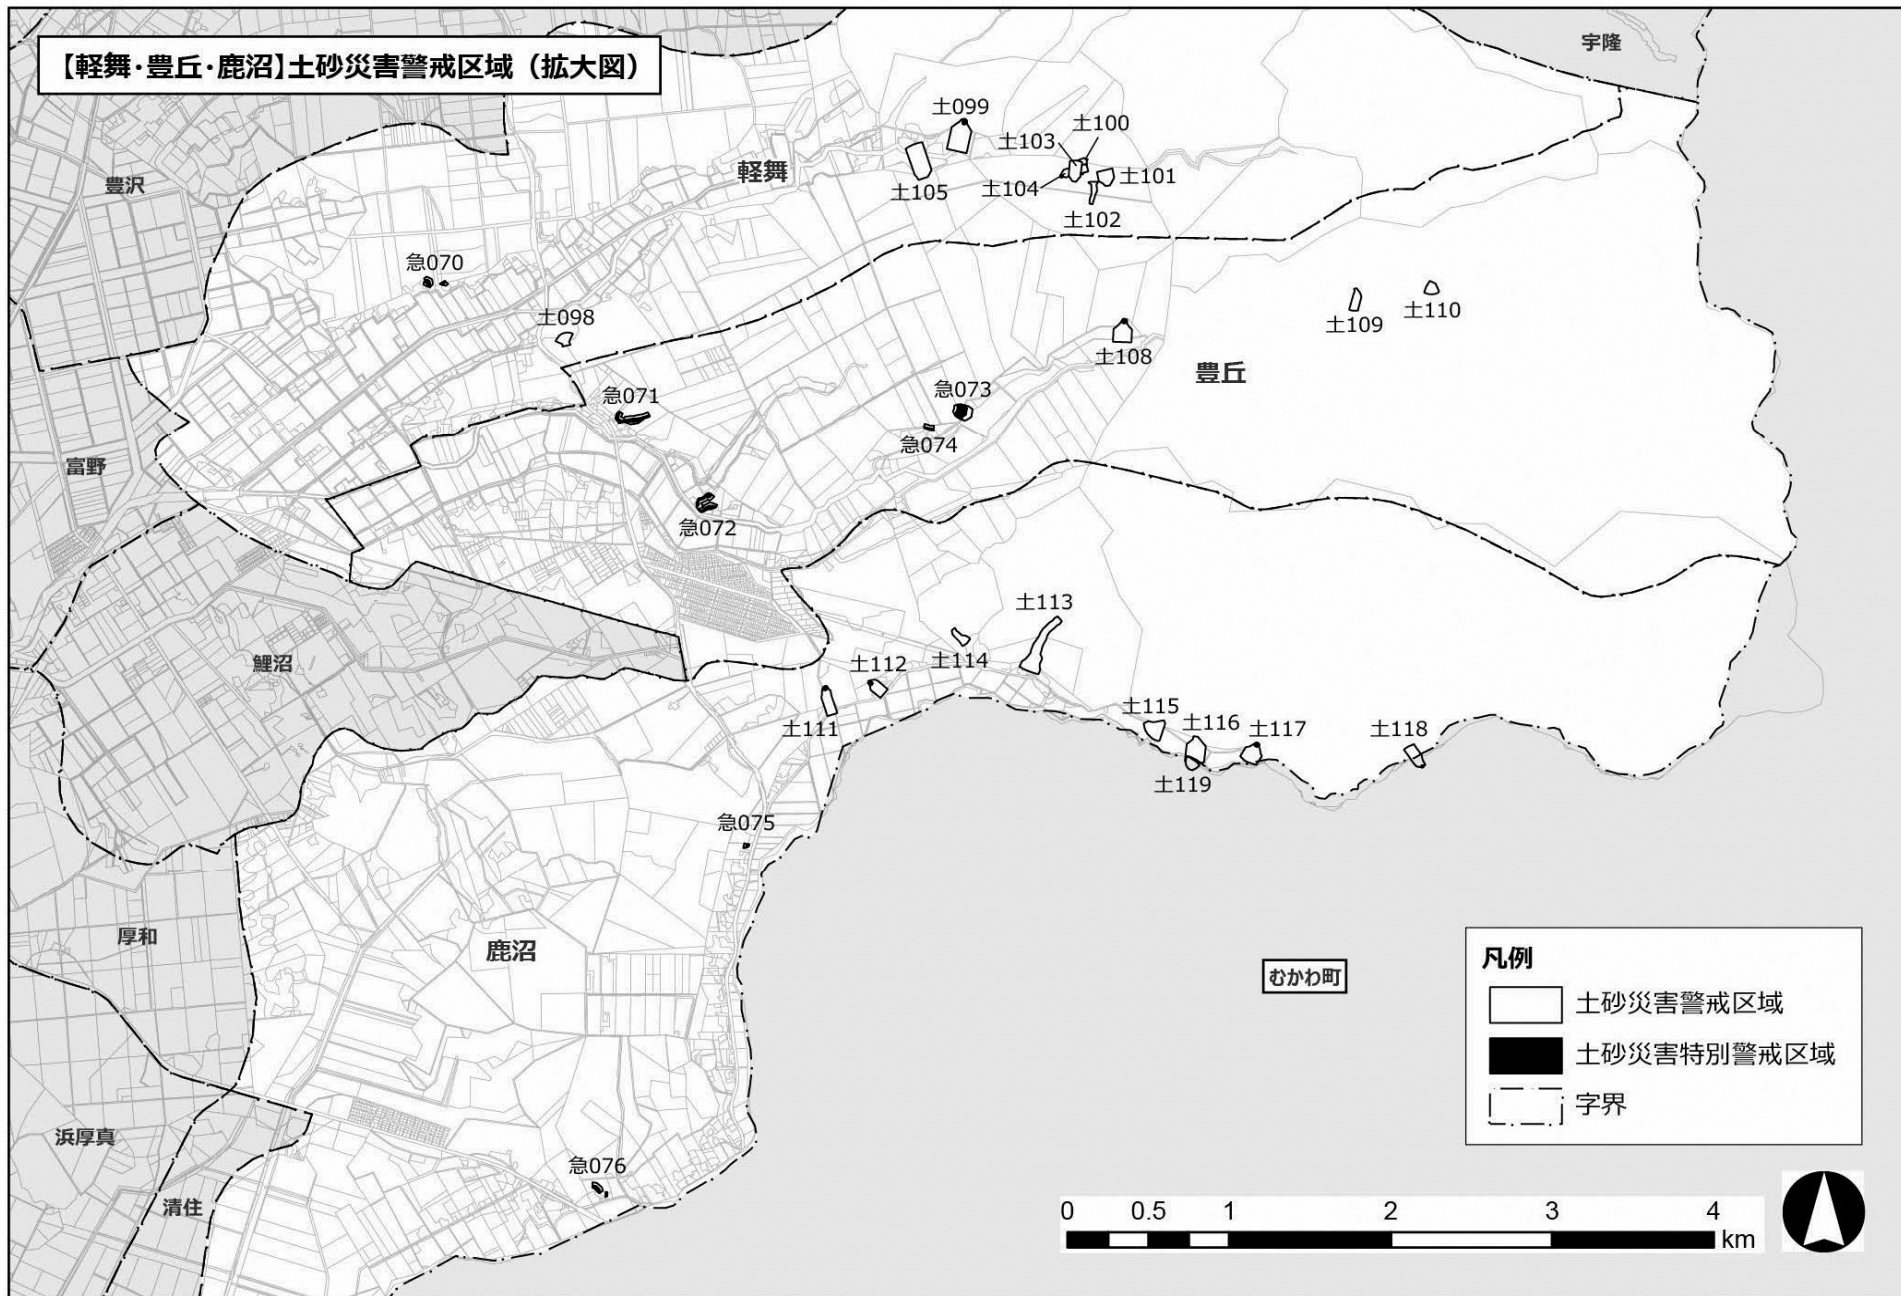 【軽舞・豊丘・鹿沼】土砂災害警戒区域（拡大図）
宇隆
土099
土100
土103
軽舞
豊沢
土105
土104
土101
土102
急070
土098
土109
土110
土108
豊丘
急071
急073
急074
富野
急072
土113
鯉沼
土112
土114
土111
土115
土116
土117
土118
土119
急075
厚和
鹿沼
むかわ町
凡例
土砂災害警戒区域
土砂災害特別警戒区域
字界
浜厚真
急076
清住
0 0.5 1 2 3 4
km